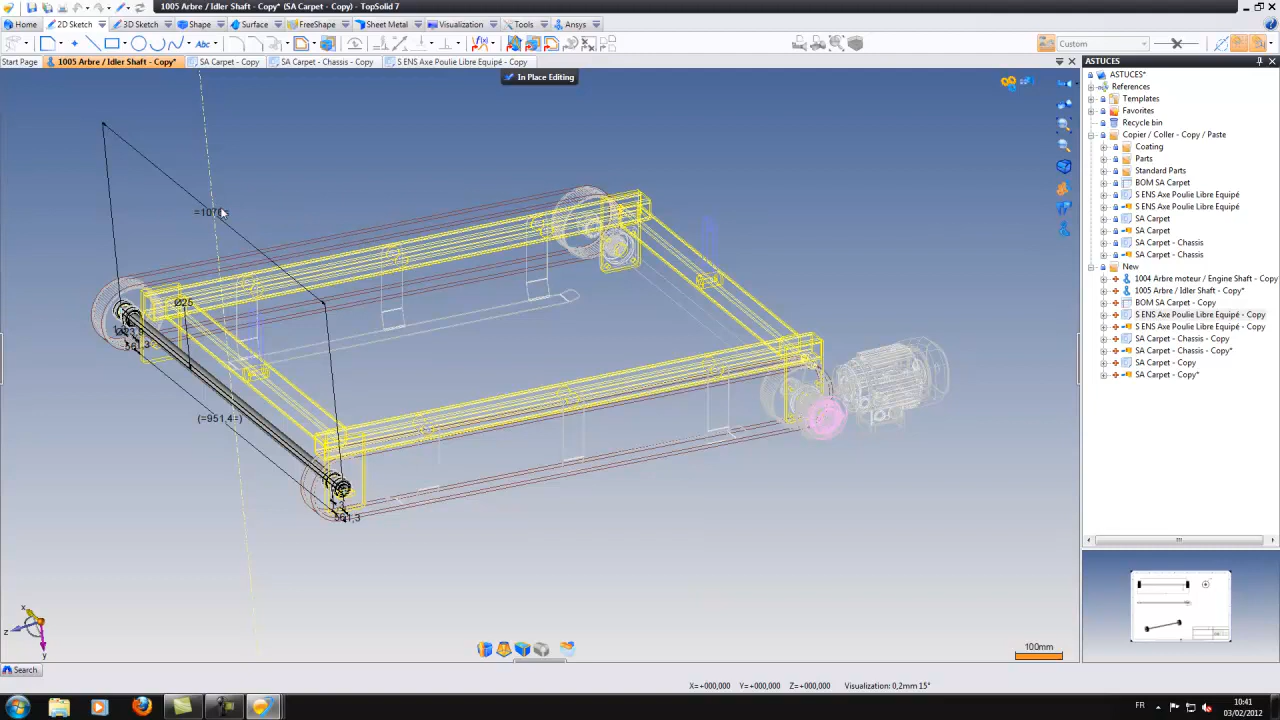 1005 Arbre / Idler Shaft - Copy* (SA Carpet - Copy) - TopSolid 7
Home
2D Sketch
3D Sketch
Shape
Surface
FreeShape
Sheet Metal
Visualization
Tools
Ansys
Abc
Custom
Start Page
1005 Arbre / Idler Shaft - Copy*
SA Carpet - Copy
SA Carpet - Chassis - Copy
S ENS Axe Poulie Libre Equipé - Copy
In Place Editing
ASTUCES
ASTUCES*
References
Templates
Favorites
Recycle bin
Copier / Coller - Copy / Paste
Coating
Parts
Standard Parts
BOM SA Carpet
S ENS Axe Poulie Libre Equipé
S ENS Axe Poulie Libre Equipé
SA Carpet
SA Carpet
SA Carpet - Chassis
SA Carpet - Chassis
New
1004 Arbre moteur / Engine Shaft - Copy
1005 Arbre / Idler Shaft - Copy*
BOM SA Carpet - Copy
S ENS Axe Poulie Libre Equipé - Copy
S ENS Axe Poulie Libre Equipé - Copy
SA Carpet - Chassis - Copy
SA Carpet - Chassis - Copy*
SA Carpet - Copy
SA Carpet - Copy*
Ø25
(=951,4=)
x
z
y
100mm
Search
X=+000,000 Y=+000,000 Z=+000,000 Visualization: 0,2mm 15°
FR
10:41
03/02/2012